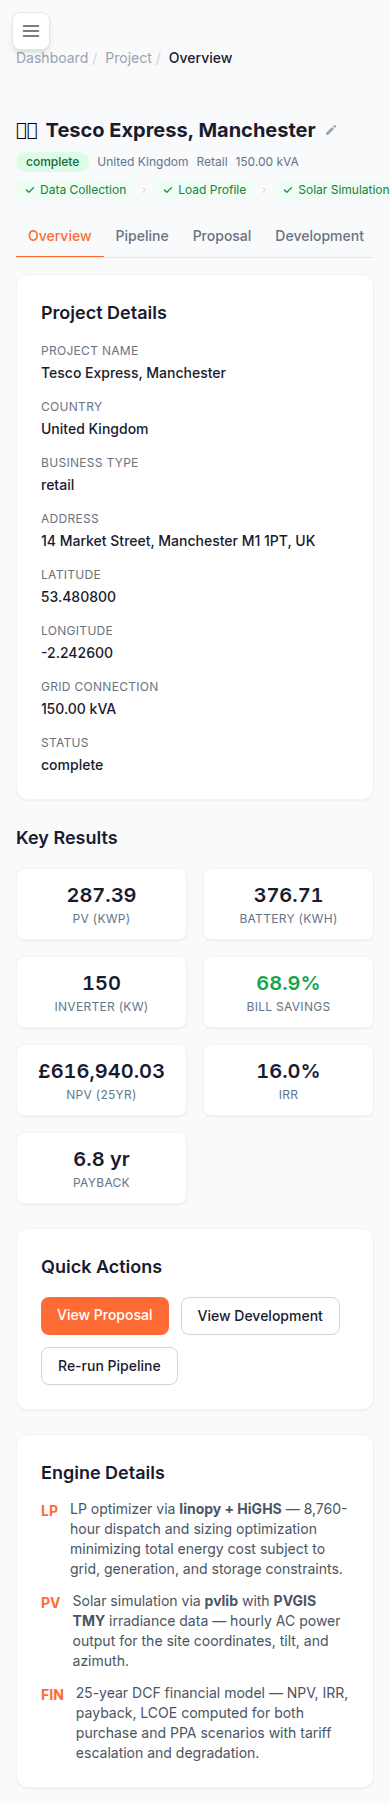 Dashboard / Project / Overview
Tesco Express, Manchester
complete United Kingdom Retail 150.00 kVA
✓ Data Collection › ✓ Load Profile › ✓ Solar Simulation
Overview Pipeline Proposal Development
Project Details
PROJECT NAME
Tesco Express, Manchester
COUNTRY
United Kingdom
BUSINESS TYPE
retail
ADDRESS
14 Market Street, Manchester M1 1PT, UK
LATITUDE
53.480800
LONGITUDE
-2.242600
GRID CONNECTION
150.00 kVA
STATUS
complete
Key Results
287.39
PV (KWP)
376.71
BATTERY (KWH)
150
INVERTER (KW)
68.9%
BILL SAVINGS
£616,940.03
NPV (25YR)
16.0%
IRR
6.8 yr
PAYBACK
Quick Actions
View Proposal
View Development
Re-run Pipeline
Engine Details
LP LP optimizer via linopy + HiGHS — 8,760-
hour dispatch and sizing optimization
minimizing total energy cost subject to
grid, generation, and storage constraints.
PV Solar simulation via pvlib with PVGIS
TMY irradiance data — hourly AC power
output for the site coordinates, tilt, and
azimuth.
FIN 25-year DCF financial model — NPV, IRR,
payback, LCOE computed for both
purchase and PPA scenarios with tariff
escalation and degradation.